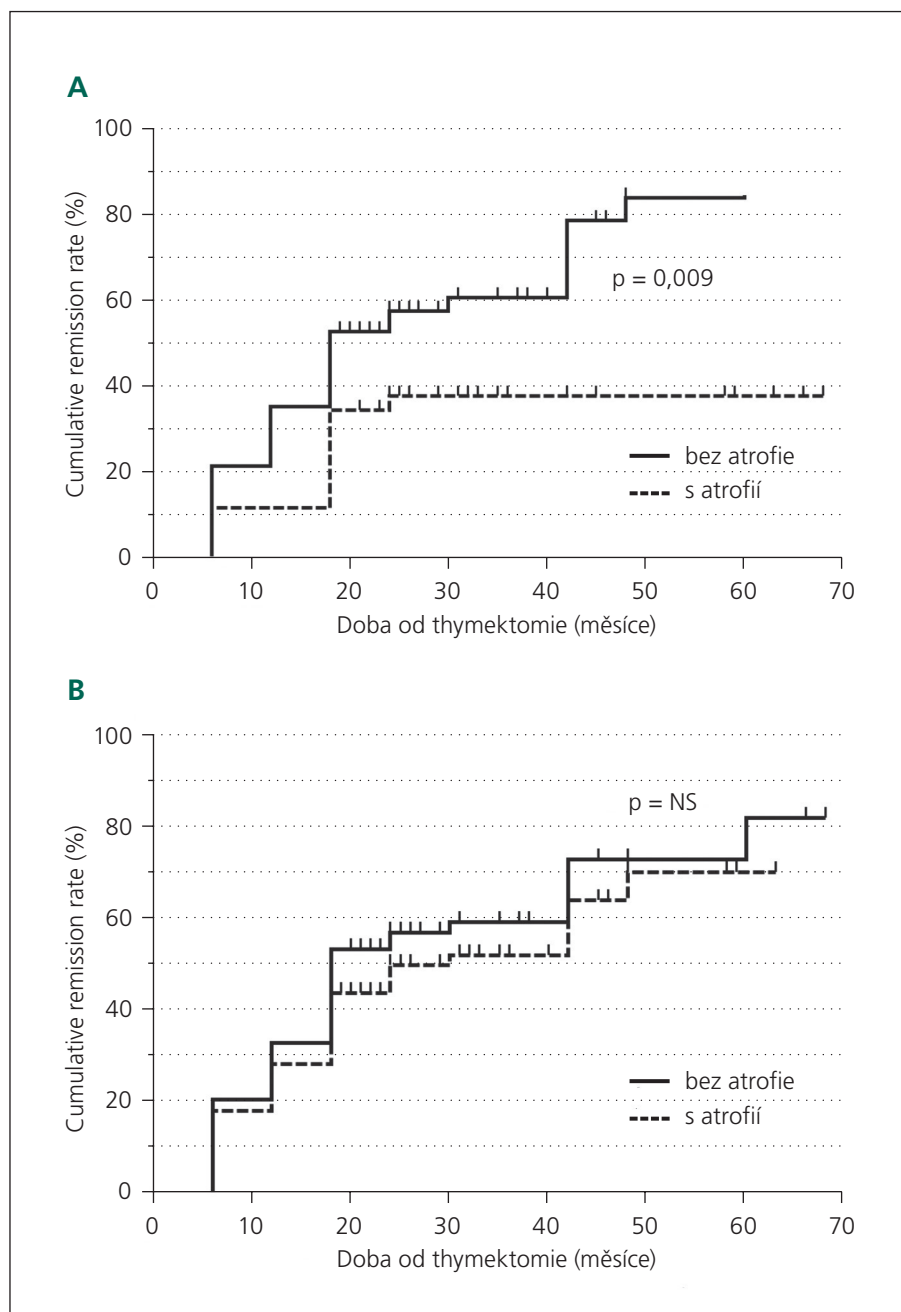 A
100
80
60
40
20
0
Cumulative remission rate (%)
p = 0,009
bez atrofie
s atrofií
0 10 20 30 40 50 60 70
Doba od thymektomie (měsíce)
B
100
80
60
40
20
0
Cumulative remission rate (%)
p = NS
bez atrofie
s atrofií
0 10 20 30 40 50 60 70
Doba od thymektomie (měsíce)